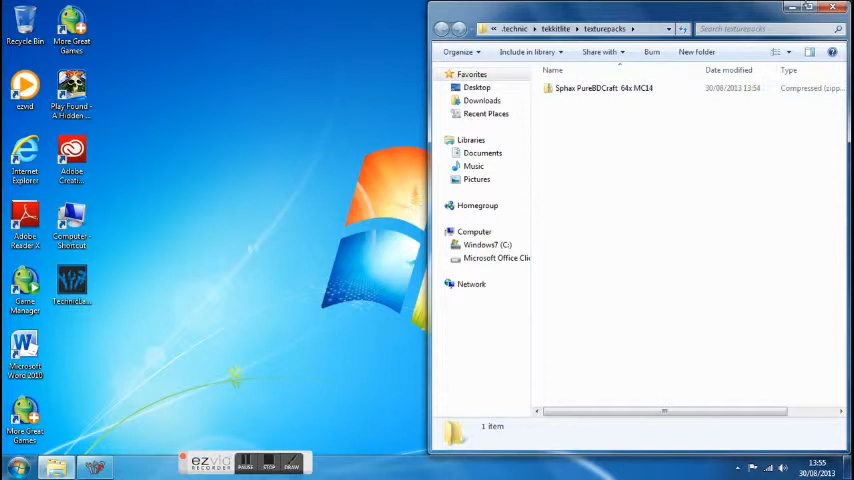 Recycle Bin
More Great Games
ezvid
Play Found - A Hidden ...
Internet Explorer
Adobe Creati...
Adobe Reader X
Computer - Shortcut
Game Manager
TechnicLa...
Microsoft Word 2010
More Great Games
« .technic ▸ tekkitlite ▸ texturepacks ▸
Search texturepacks
Organize
Include in library
Share with
Burn
New folder
Name
Date modified
Type
Favorites
Desktop
Downloads
Recent Places
Libraries
Documents
Music
Pictures
Homegroup
Computer
Windows7 (C:)
Microsoft Office Clic
Network
Sphax PureBDCraft 64x MC14
30/08/2013 13:54
Compressed (zipp...
1 item
ezvid
RECORDER
PAUSE
STOP
DRAW
13:55
30/08/2013